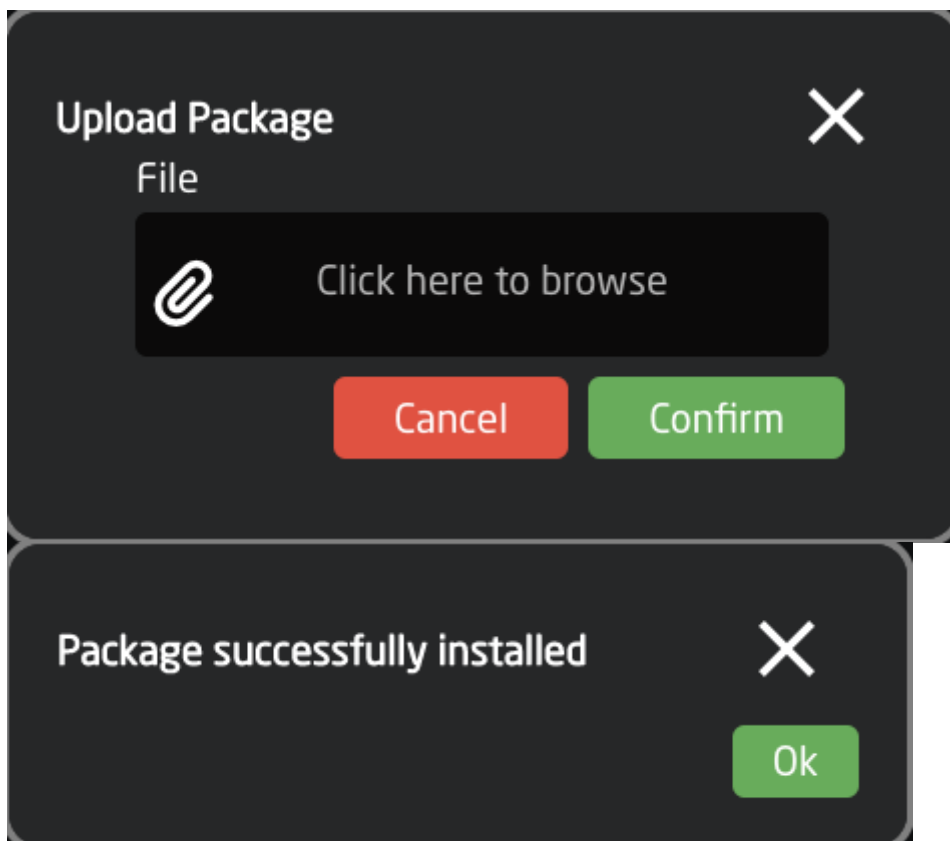 Upload Package
File
Click here to browse
Cancel Confirm
Package successfully installed
Ok